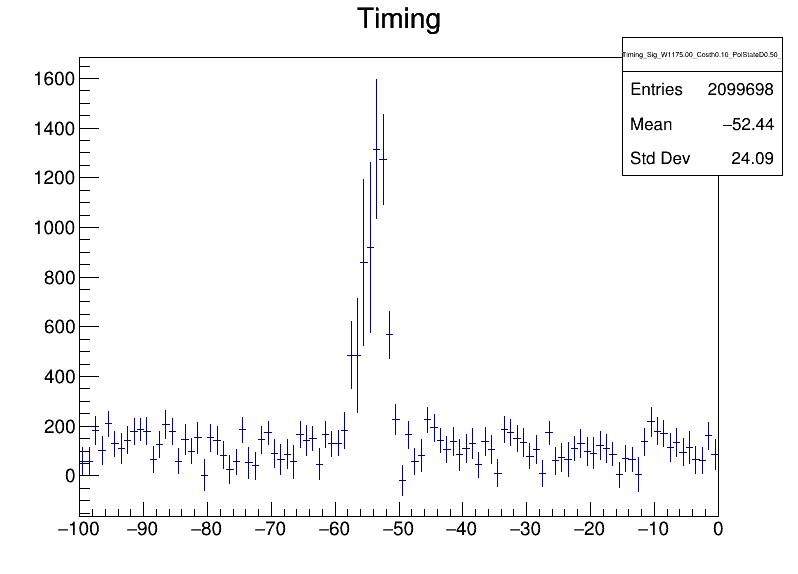 Timing
Timing_Sig_W1175.00_Costh0.10_PolStateD0.50_
Entries 2099698
Mean −52.44
Std Dev 24.09
1600
1400
1200
1000
800
600
400
200
0
−100 −90 −80 −70 −60 −50 −40 −30 −20 −10 0